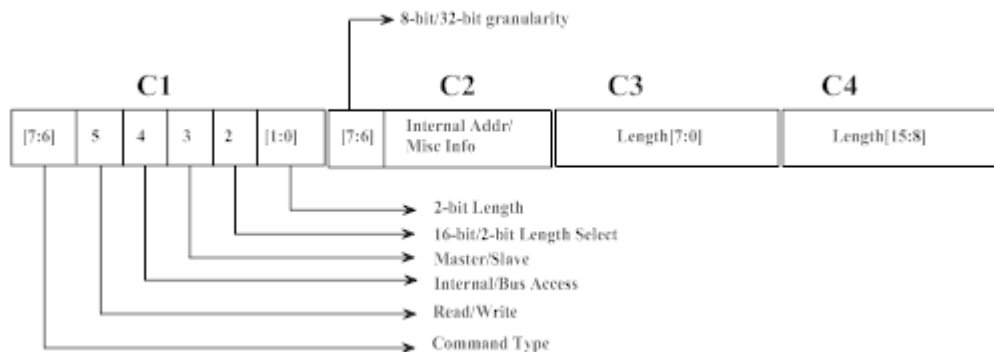 8-bit/32-bit granularity
C1 C2 C3 C4
[7:6] 5 4 3 2 [1:0] [7:6] Internal Addr/ Length[7:0] Length[15:8]
Misc Info
2-bit Length
16-bit/2-bit Length Select
Master/Slave
Internal/Bus Access
Read/Write
Command Type